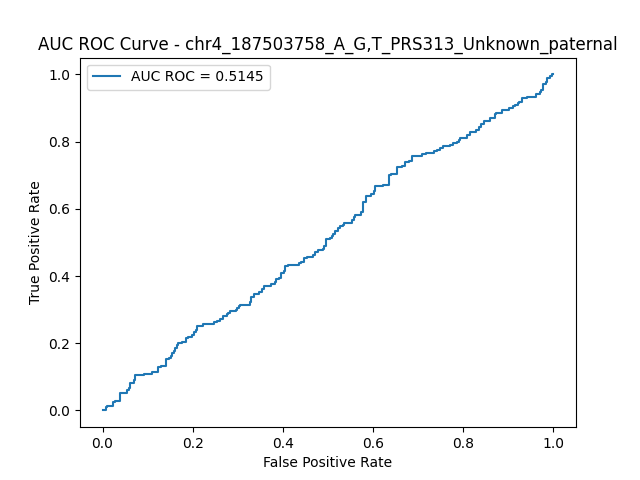 AUC ROC Curve - chr4_187503758_A_G,T_PRS313_Unknown_paternal
AUC ROC = 0.5145
1.0
0.8
0.6
0.4
0.2
0.0
True Positive Rate
0.0 0.2 0.4 0.6 0.8 1.0
False Positive Rate